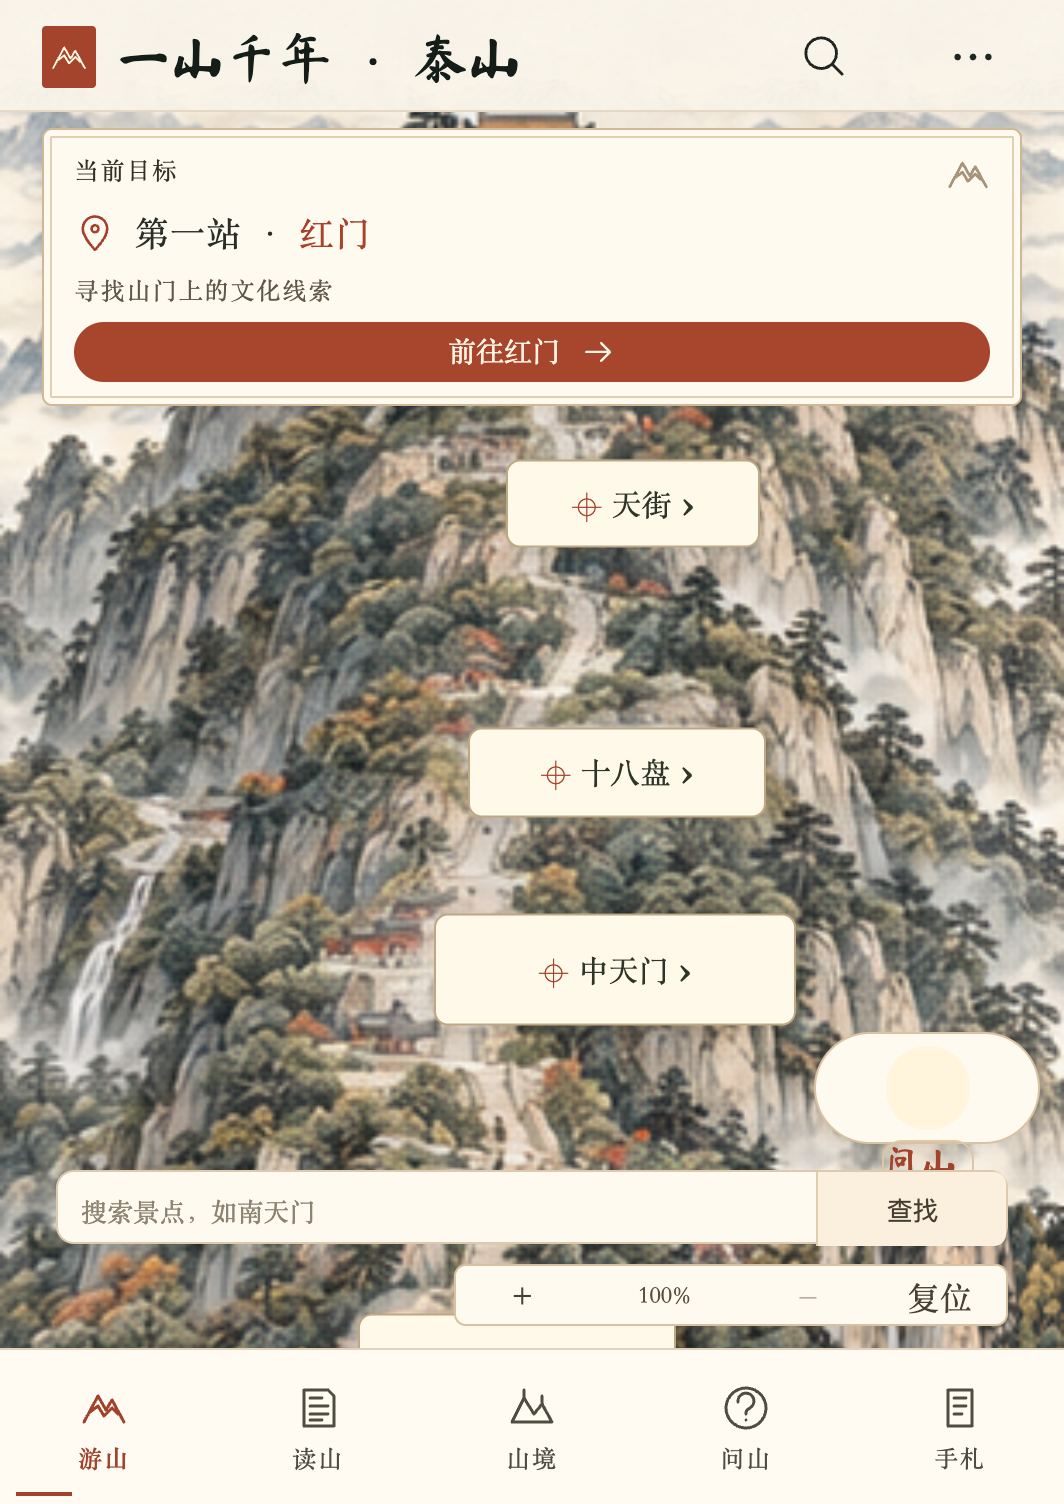 一山千年 · 泰山
当前目标
第一站 · 红门
寻找山门上的文化线索
前往红门 →
天街 ›
十八盘 ›
中天门 ›
问山
搜索景点，如南天门
查找
+ 100% — 复位
游山 读山 山境 问山 手札